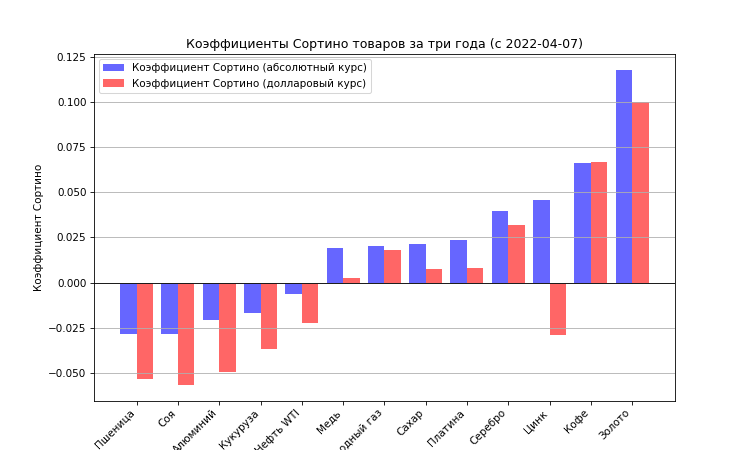 Коэффициенты Сортино товаров за три года (с 2022-04-07)
Коэффициент Сортино (абсолютный курс)
Коэффициент Сортино (долларовый курс)
Коэффициент Сортино
0.125
0.100
0.075
0.050
0.025
0.000
−0.025
−0.050
Пшеница
Соя
Алюминий
Кукуруза
Нефть WTI
Медь
газ
Сахар
Платина
Серебро
Цинк
Кофе
Золото